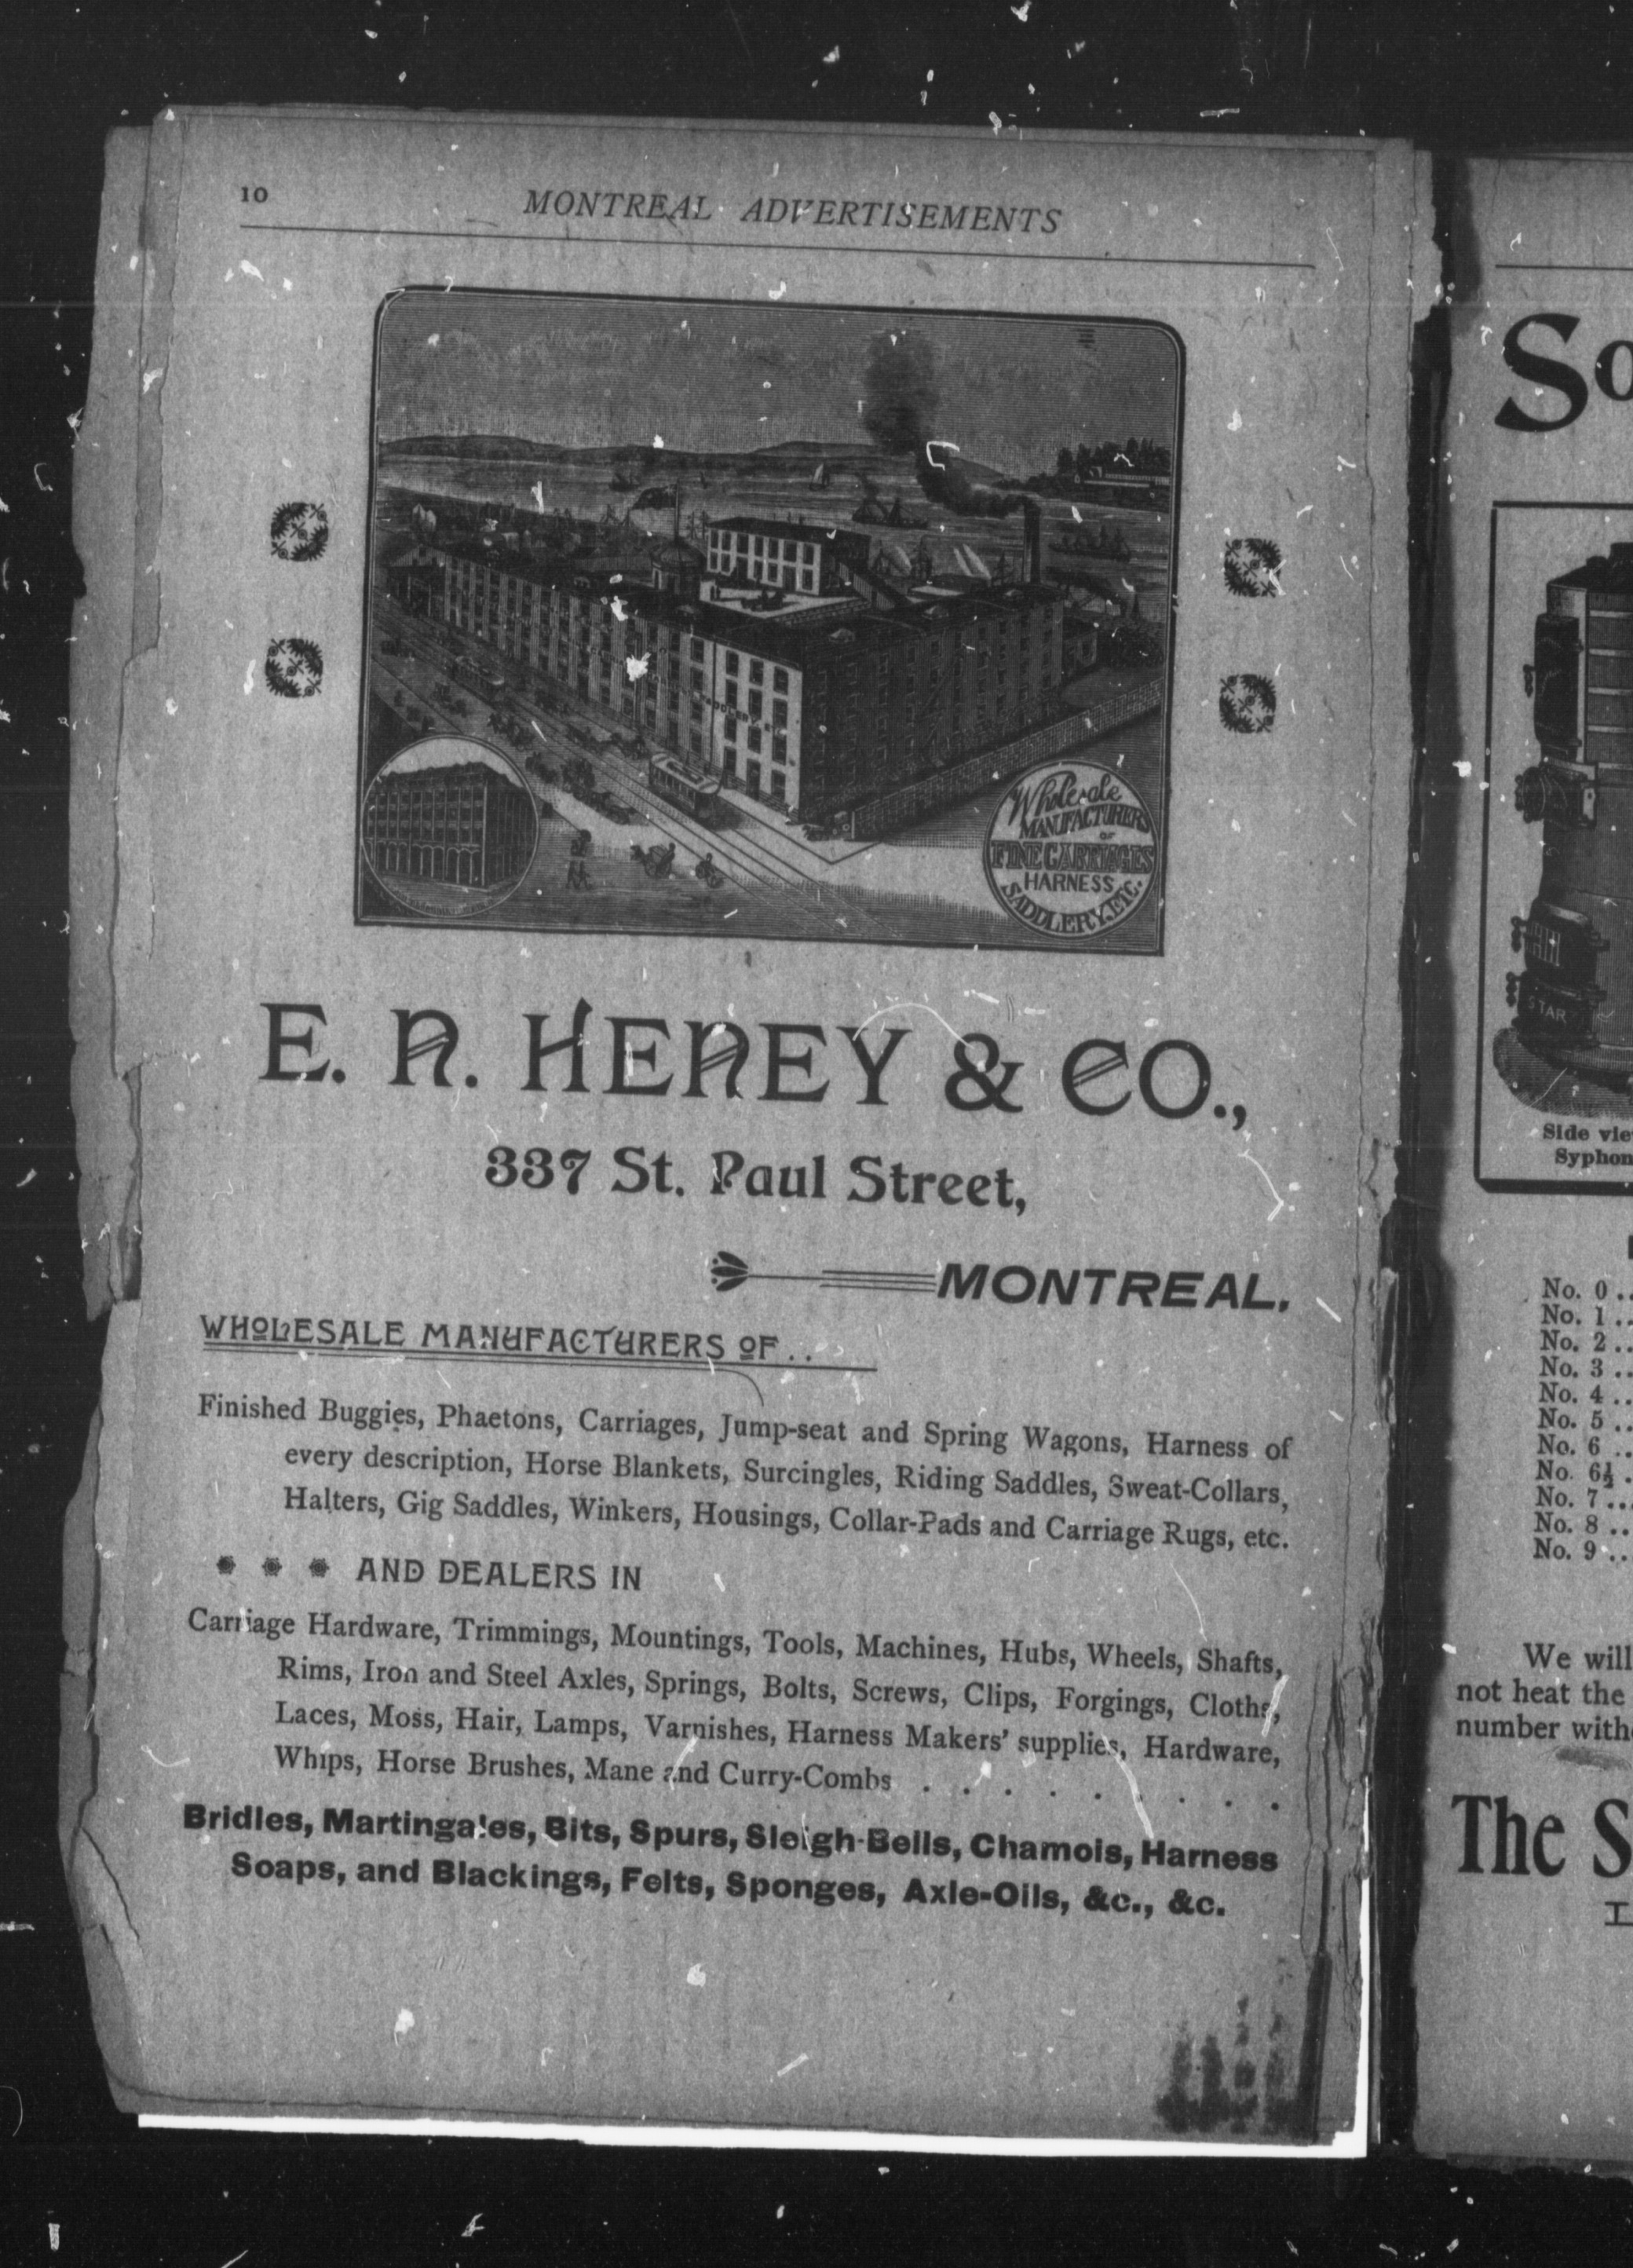 10
MONTREAL ADVERTISEMENTS
Wholesale
MANUFACTURERS
OF
FINE CARRIAGES
HARNESS
SADDLERY, ETC.
E. N. HENEY & CO.,
337 St. Paul Street,
MONTREAL.
WHOLESALE MANUFACTURERS OF . .
Finished Buggies, Phaetons, Carriages, Jump-seat and Spring Wagons, Harness of
every description, Horse Blankets, Surcingles, Riding Saddles, Sweat-Collars,
Halters, Gig Saddles, Winkers, Housings, Collar-Pads and Carriage Rugs, etc.
AND DEALERS IN
Carriage Hardware, Trimmings, Mountings, Tools, Machines, Hubs, Wheels, Shafts,
Rims, Iron and Steel Axles, Springs, Bolts, Screws, Clips, Forgings, Cloths,
Laces, Moss, Hair, Lamps, Varnishes, Harness Makers' supplies, Hardware,
Whips, Horse Brushes, Mane and Curry-Combs . . . . . . . . .
Bridles, Martingales, Bits, Spurs, Sleigh-Bells, Chamois, Harness
Soaps, and Blackings, Felts, Sponges, Axle-Oils, &c., &c.
So
STAR
Side vie
Syphon
No. 0 ..
No. 1 ..
No. 2 ..
No. 3 ..
No. 4 ..
No. 5 ..
No. 6 ..
No. 6½ .
No. 7 ..
No. 8 ..
No. 9 ..
We will
not heat the
number with
The S